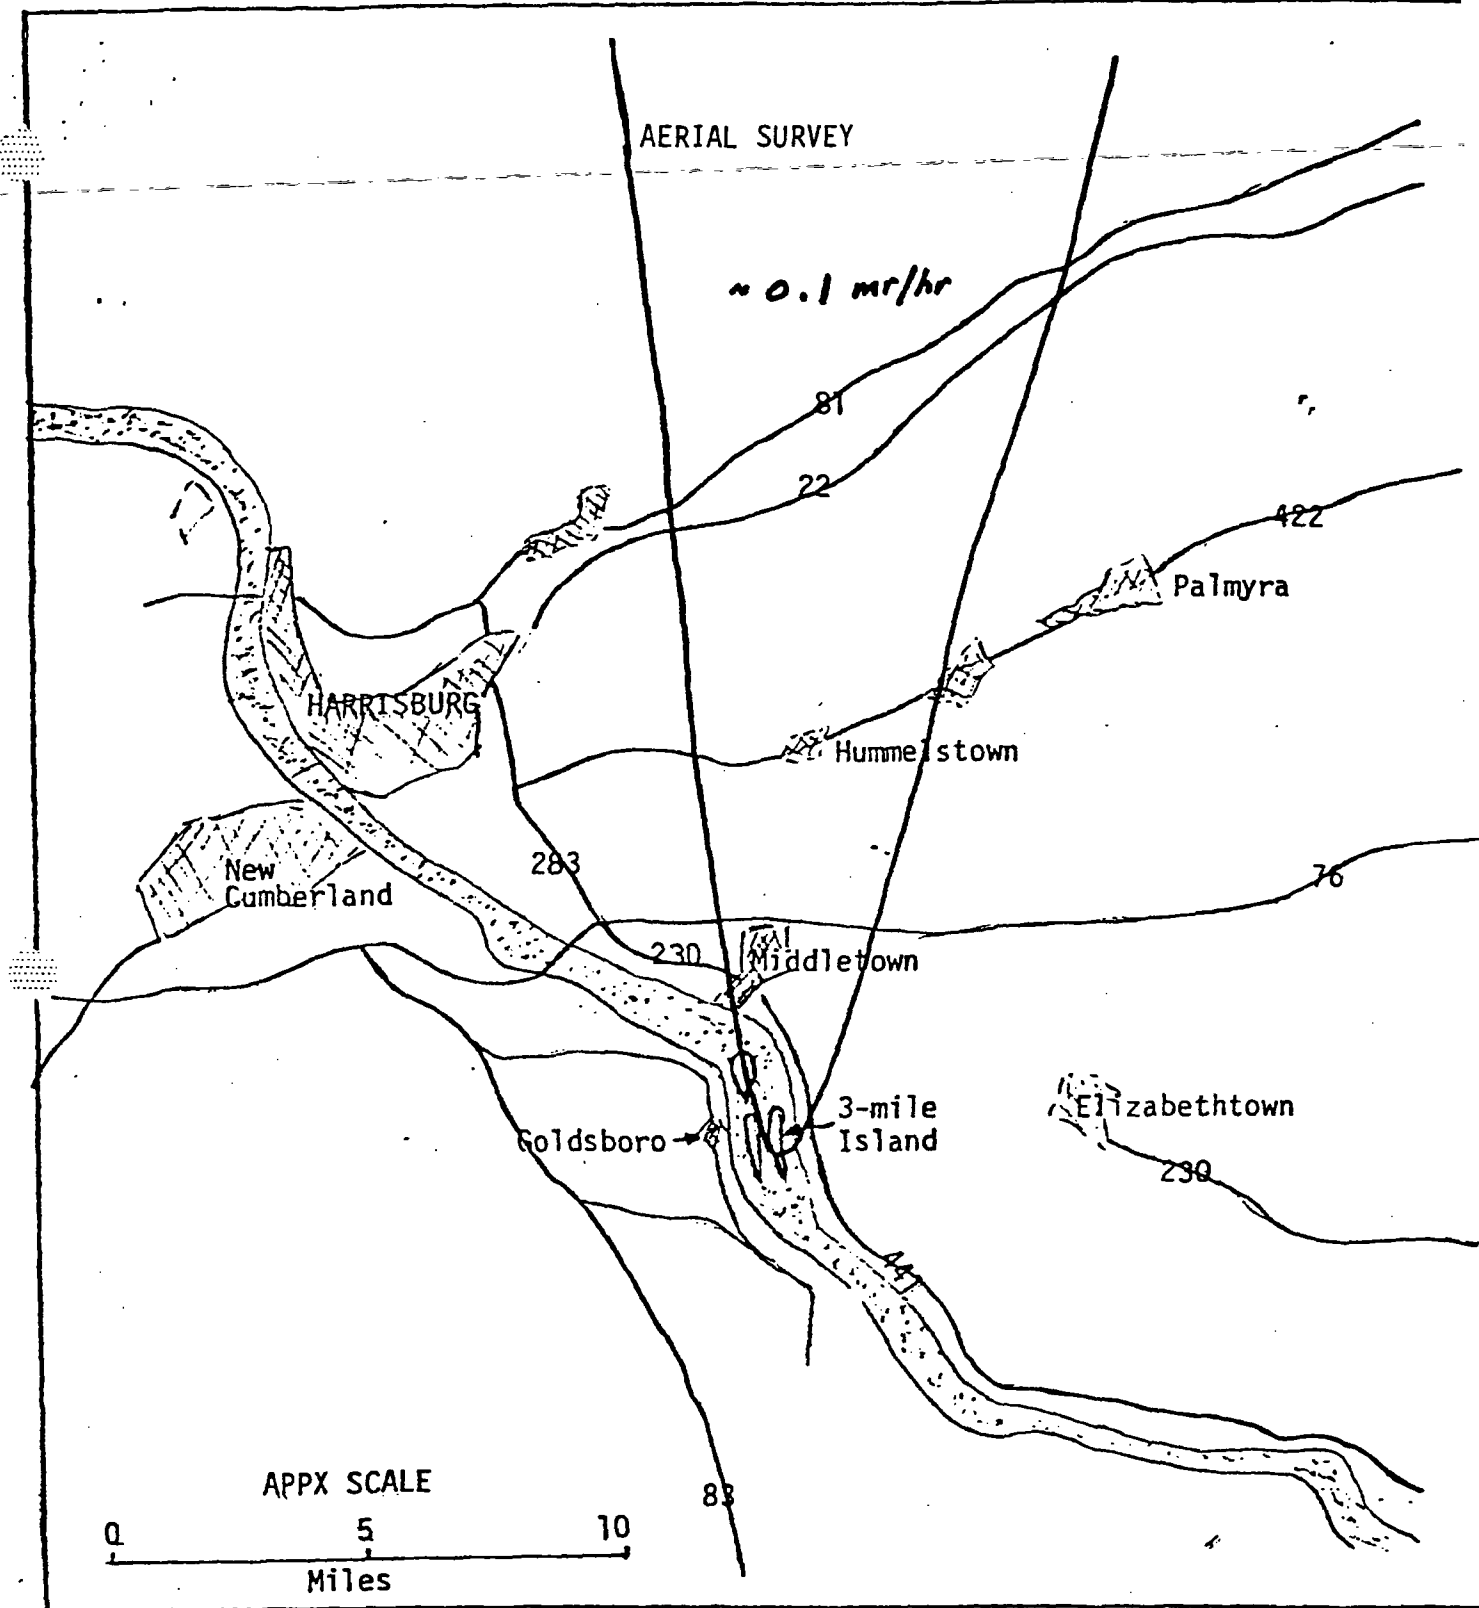 AERIAL SURVEY
~ 0.1 mr/hr
81
22
422
Palmyra
HARRISBURG
Hummelstown
283
New
Cumberland
76
230
Middletown
3-mile
Island
Elizabethtown
Goldsboro
230
APPX SCALE
83
0 5 10
Miles